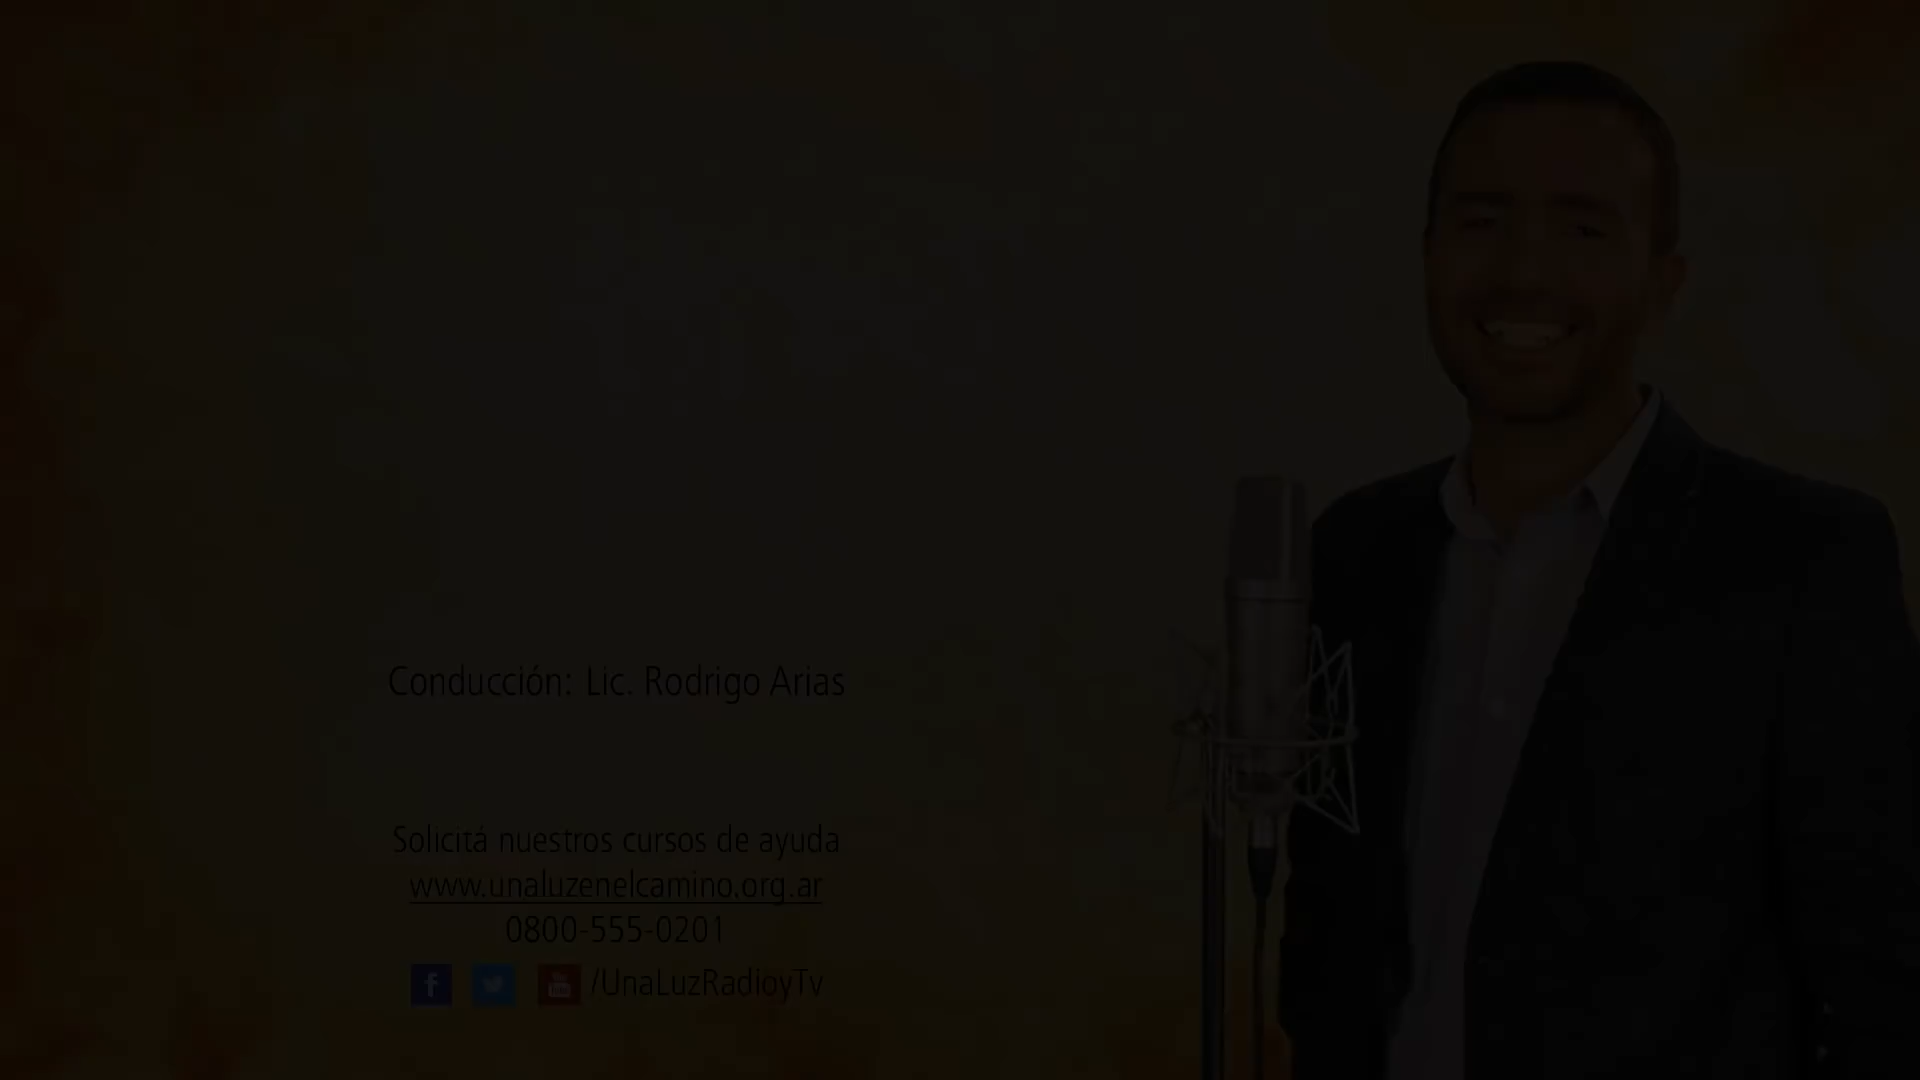 Conducción: Lic. Rodrigo Arias
Solicitá nuestros cursos de ayuda
www.unaluzenelcamino.org.ar
0800-555-0201
/UnaLuzRadioyTv